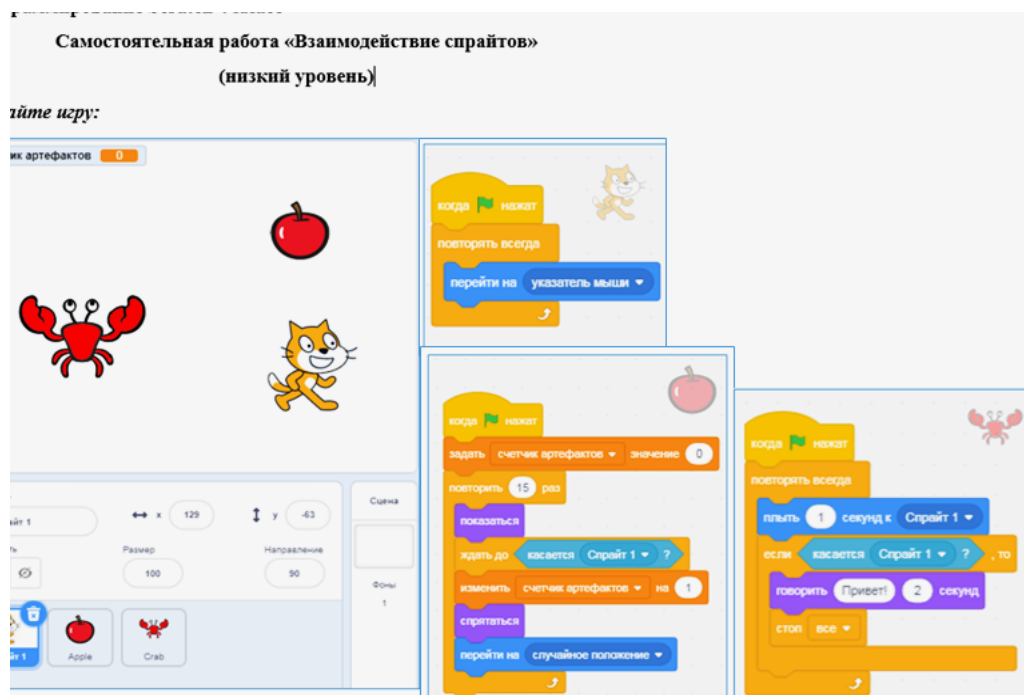 Самостоятельная работа «Взаимодействие спрайтов»
(низкий уровень)
игру:
артефактов 0
x 129
y -63
Размер
100
Направление
90
Сцена
Фоны
1
Apple
Crab
когда нажат
повторять всегда
перейти на указатель мыши
когда нажат
задать счетчик артефактов значение 0
повторить 15 раз
показаться
ждать до касается Спрайт 1 ?
изменить счетчик артефактов на 1
спрятаться
перейти на случайное положение
когда нажат
повторять всегда
плыть 1 секунд к Спрайт 1
если касается Спрайт 1 ? , то
говорить Привет! 2 секунд
стоп все